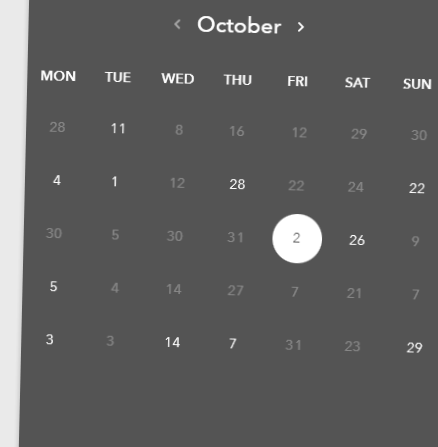 ‹ October ›
MON TUE WED THU FRI SAT SUN
28 11 8 16 12 29 30
4 1 12 28 22 24 22
30 5 30 31 2 26 9
5 4 14 27 7 21 7
3 3 14 7 31 23 29